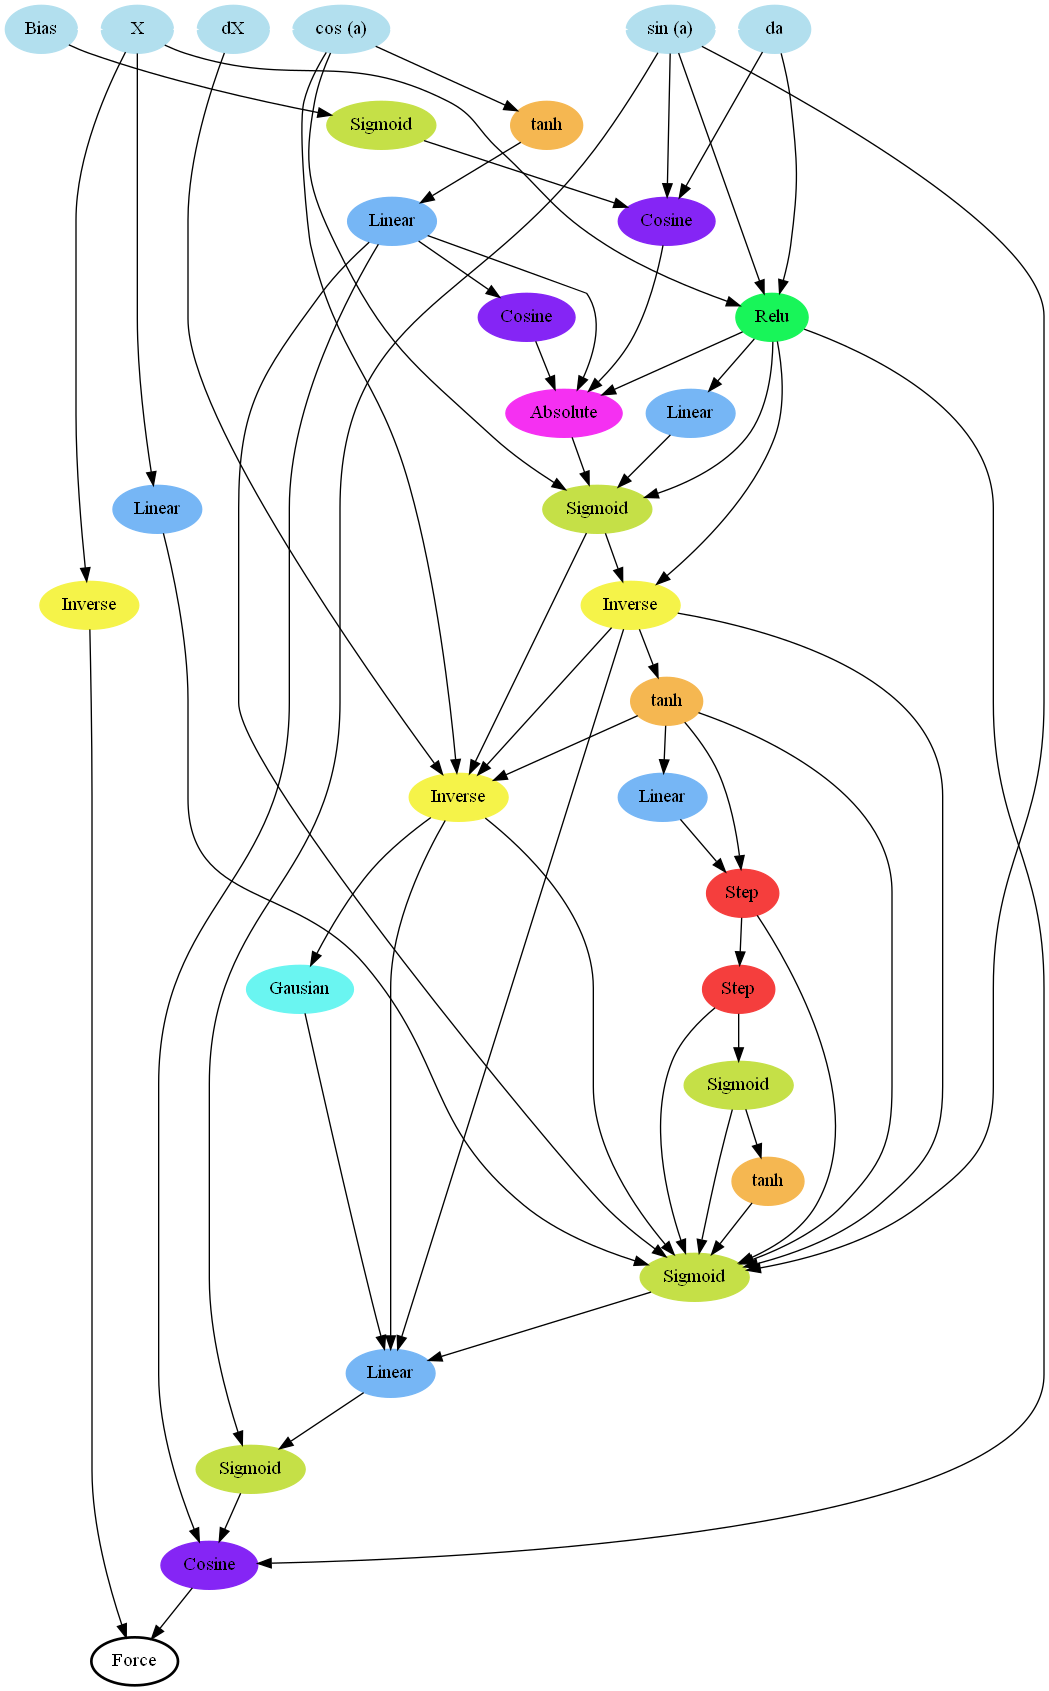 Bias
X
dX
cos (a)
sin (a)
da
Sigmoid
tanh
Linear
Cosine
Cosine
Relu
Absolute
Linear
Linear
Sigmoid
Inverse
Inverse
tanh
Inverse
Linear
Step
Gausian
Step
Sigmoid
tanh
Sigmoid
Linear
Sigmoid
Cosine
Force